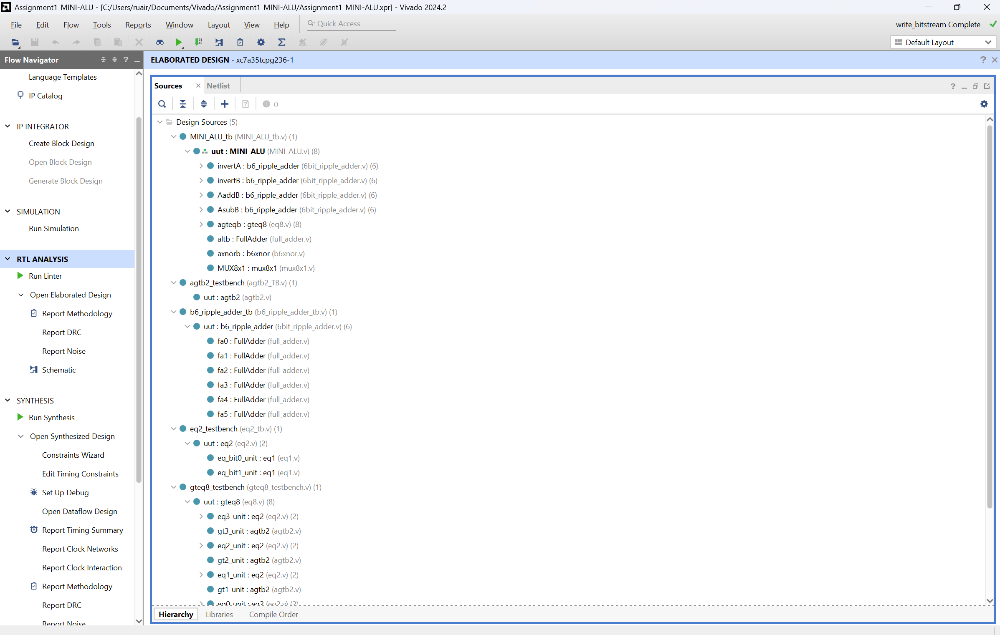 Assignment1_MINI-ALU - [C:/Users/ruair/Documents/Vivado/Assignment1_MINI-ALU/Assignment1_MINI-ALU.xpr] - Vivado 2024.2
File Edit Flow Tools Reports Window Layout View Help Quick Access write_bitstream Complete
Default Layout
Flow Navigator
ELABORATED DESIGN - xc7a35tcpg236-1
Language Templates
IP Catalog
IP INTEGRATOR
Create Block Design
Open Block Design
Generate Block Design
SIMULATION
Run Simulation
RTL ANALYSIS
Run Linter
Open Elaborated Design
Report Methodology
Report DRC
Report Noise
Schematic
SYNTHESIS
Run Synthesis
Open Synthesized Design
Constraints Wizard
Edit Timing Constraints
Set Up Debug
Open Dataflow Design
Report Timing Summary
Report Clock Networks
Report Clock Interaction
Report Methodology
Report DRC
Report Noise
Sources Netlist
0
Design Sources (5)
MINI_ALU_tb (MINI_ALU_tb.v) (1)
uut : MINI_ALU (MINI_ALU.v) (8)
invertA : b6_ripple_adder (6bit_ripple_adder.v) (6)
invertB : b6_ripple_adder (6bit_ripple_adder.v) (6)
AaddB : b6_ripple_adder (6bit_ripple_adder.v) (6)
AsubB : b6_ripple_adder (6bit_ripple_adder.v) (6)
agteqb : gteq8 (eq8.v) (8)
altb : FullAdder (full_adder.v)
axnorb : b6xnor (b6xnor.v)
MUX8x1 : mux8x1 (mux8x1.v)
agtb2_testbench (agtb2_TB.v) (1)
uut : agtb2 (agtb2.v)
b6_ripple_adder_tb (b6_ripple_adder_tb.v) (1)
uut : b6_ripple_adder (6bit_ripple_adder.v) (6)
fa0 : FullAdder (full_adder.v)
fa1 : FullAdder (full_adder.v)
fa2 : FullAdder (full_adder.v)
fa3 : FullAdder (full_adder.v)
fa4 : FullAdder (full_adder.v)
fa5 : FullAdder (full_adder.v)
eq2_testbench (eq2_tb.v) (1)
uut : eq2 (eq2.v) (2)
eq_bit0_unit : eq1 (eq1.v)
eq_bit1_unit : eq1 (eq1.v)
gteq8_testbench (gteq8_testbench.v) (1)
uut : gteq8 (eq8.v) (8)
eq3_unit : eq2 (eq2.v) (2)
gt3_unit : agtb2 (agtb2.v)
eq2_unit : eq2 (eq2.v) (2)
gt2_unit : agtb2 (agtb2.v)
eq1_unit : eq2 (eq2.v) (2)
gt1_unit : agtb2 (agtb2.v)
eq0_unit : eq2 (eq2.v) (2)
Hierarchy Libraries Compile Order